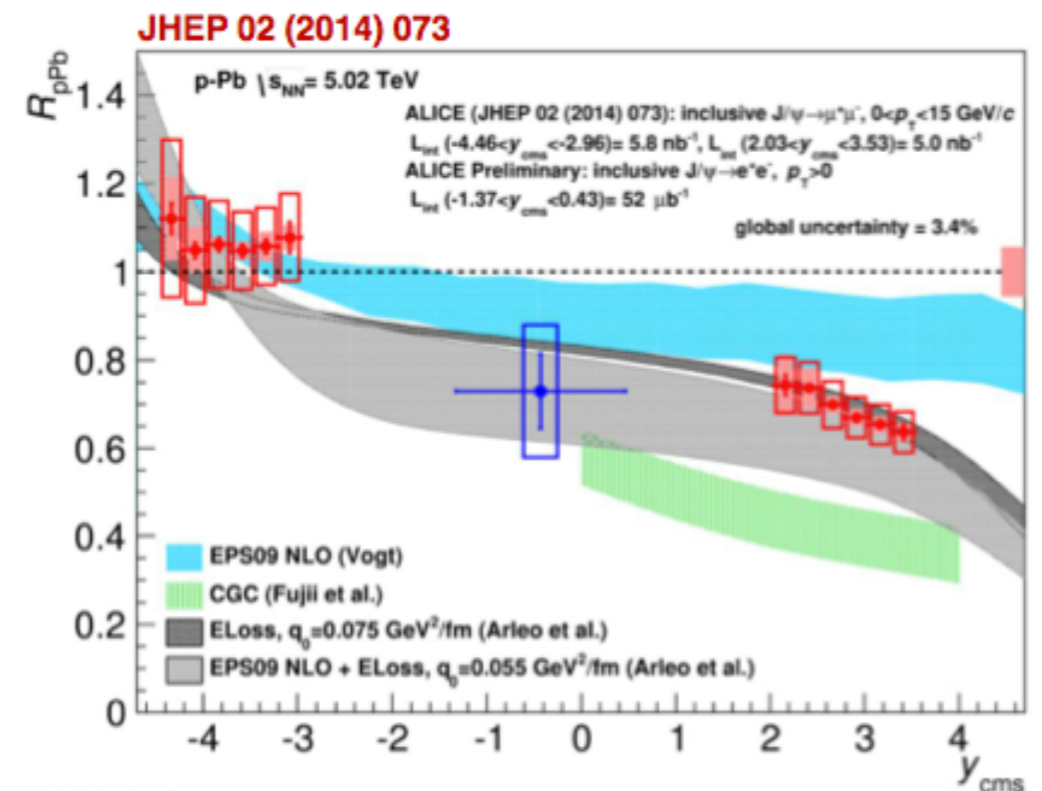 JHEP 02 (2014) 073
R_pPb
p-Pb \s_NN= 5.02 TeV
ALICE (JHEP 02 (2014) 073): inclusive J/ψ→μ⁺μ⁻, 0<p_T<15 GeV/c
L_int (-4.46<y_cms<-2.96)= 5.8 nb⁻¹, L_int (2.03<y_cms<3.53)= 5.0 nb⁻¹
ALICE Preliminary: inclusive J/ψ→e⁺e⁻, p_T>0
L_int (-1.37<y_cms<0.43)= 52 μb⁻¹
global uncertainty = 3.4%
1.4
1.2
1
0.8
0.6
0.4
0.2
0
EPS09 NLO (Vogt)
CGC (Fujii et al.)
ELoss, q_0=0.075 GeV²/fm (Arleo et al.)
EPS09 NLO + ELoss, q_0=0.055 GeV²/fm (Arleo et al.)
-4 -3 -2 -1 0 1 2 3 4
y_cms